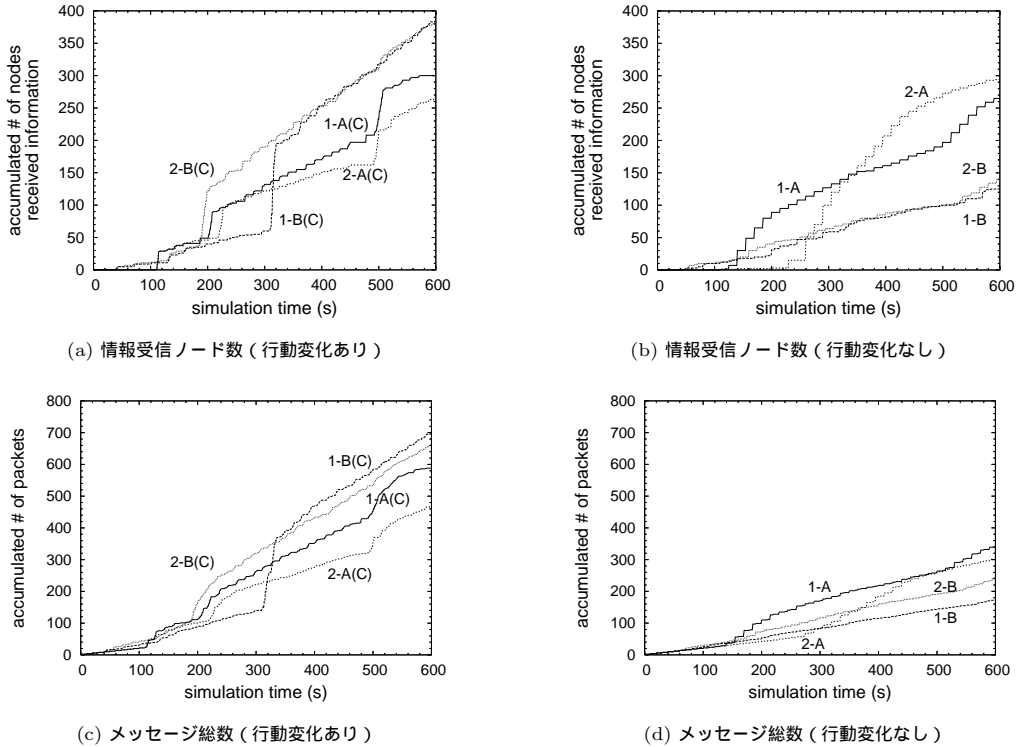 accumulated # of nodes
received information
400
350
300
250
200
150
100
50
0
1-A(C)
2-B(C)
2-A(C)
1-B(C)
0 100 200 300 400 500 600
simulation time (s)
(a) 情報受信ノード数(行動変化あり)
accumulated # of nodes
received information
400
350
300
250
200
150
100
50
0
2-A
1-A
2-B
1-B
0 100 200 300 400 500 600
simulation time (s)
(b) 情報受信ノード数(行動変化なし)
accumulated # of packets
800
700
600
500
400
300
200
100
0
1-B(C)
1-A(C)
2-B(C)
2-A(C)
0 100 200 300 400 500 600
simulation time (s)
(c) メッセージ総数(行動変化あり)
accumulated # of packets
800
700
600
500
400
300
200
100
0
1-A
2-B
1-B
2-A
0 100 200 300 400 500 600
simulation time (s)
(d) メッセージ総数(行動変化なし)